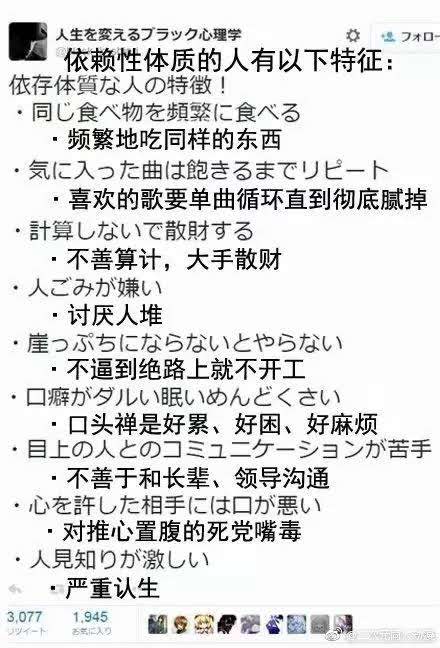 人生を変えるブラック心理学
フォロー
依赖性体质的人有以下特征：
依存体質な人の特徴！
・同じ食べ物を頻繁に食べる
・频繁地吃同样的东西
・気に入った曲は飽きるまでリピート
・喜欢的歌要单曲循环直到彻底腻掉
・計算しないで散財する
・不善算计，大手散财
・人ごみが嫌い
・讨厌人堆
・崖っぷちにならないとやらない
・不逼到绝路上就不开工
・口癖がダルい眠いめんどくさい
・口头禅是好累、好困、好麻烦
・目上の人とのコミュニケーションが苦手
・不善于和长辈、领导沟通
・心を許した相手には口が悪い
・对推心置腹的死党嘴毒
・人見知りが激しい
・严重认生
3,077 1,945
リツイート お気に入り